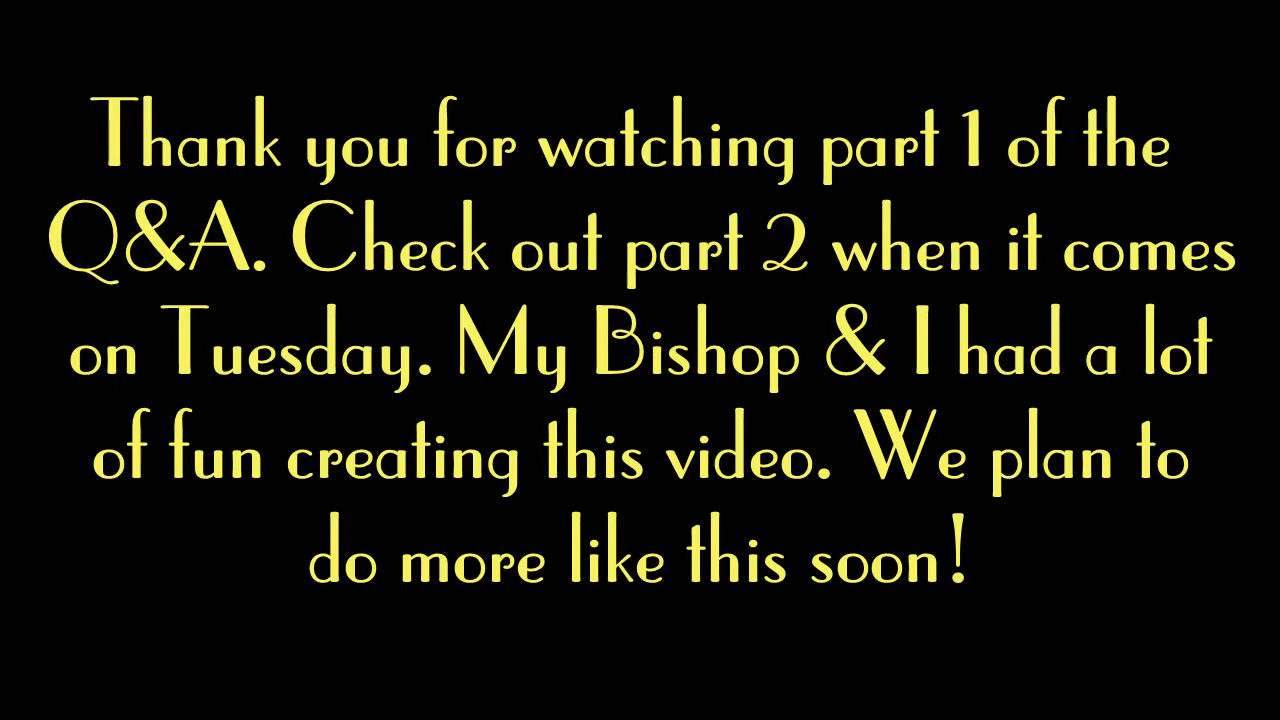 Thank you for watching part 1 of the
Q&A. Check out part 2 when it comes
on Tuesday. My Bishop & I had a lot
of fun creating this video. We plan to
do more like this soon!